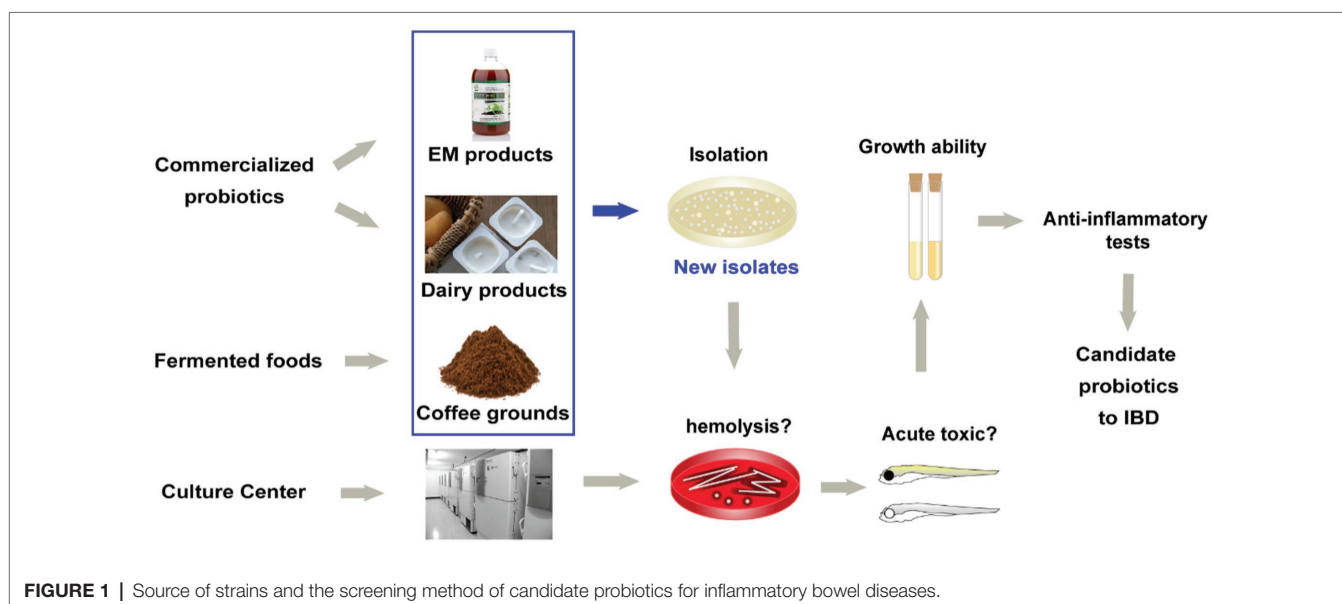 Commercialized
probiotics
EM products
Dairy products
Fermented foods
Coffee grounds
Culture Center
Isolation
New isolates
hemolysis?
Growth ability
Acute toxic?
Anti-inflammatory
tests
Candidate
probiotics
to IBD
FIGURE 1 | Source of strains and the screening method of candidate probiotics for inflammatory bowel diseases.